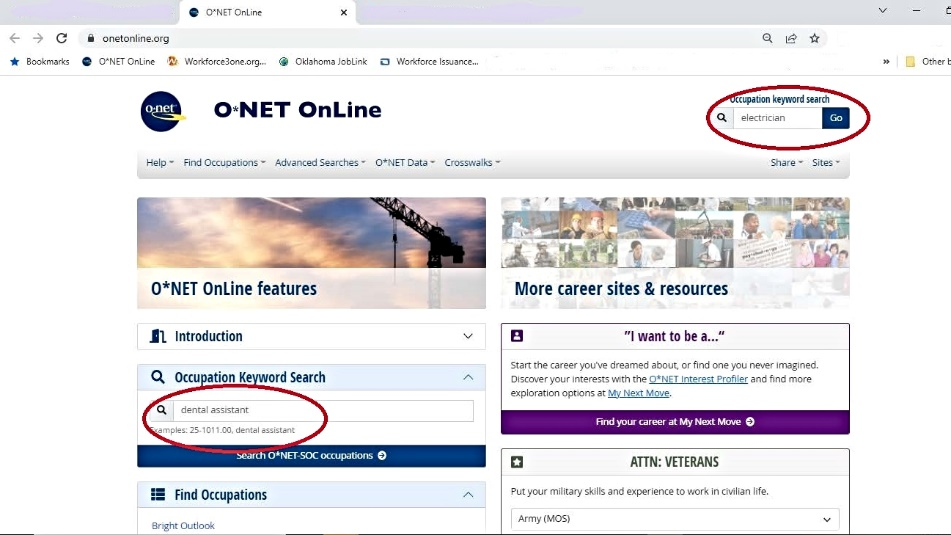 O*NET OnLine
onetonline.org
Bookmarks O*NET OnLine Workforce3one.org... Oklahoma JobLink Workforce Issuance... » Other b
o·net
O*NET OnLine
Occupation keyword search
electrician Go
Help Find Occupations Advanced Searches O*NET Data Crosswalks Share Sites
O*NET OnLine features
More career sites & resources
Introduction
Occupation Keyword Search
dental assistant
Examples: 25-1011.00, dental assistant
Search O*NET-SOC occupations
Find Occupations
Bright Outlook
"I want to be a..."
Start the career you've dreamed about, or find one you never imagined.
Discover your interests with the O*NET Interest Profiler and find more
exploration options at My Next Move.
Find your career at My Next Move
ATTN: VETERANS
Put your military skills and experience to work in civilian life.
Army (MOS)